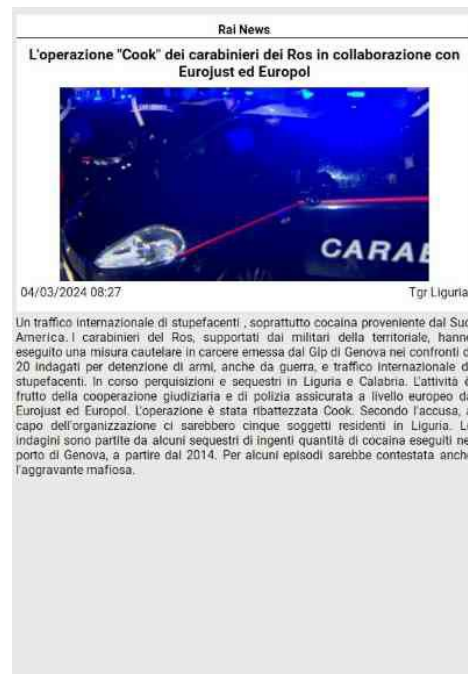 Rai News
L'operazione "Cook" dei carabinieri dei Ros in collaborazione con
Eurojust ed Europol
CARAB
04/03/2024 08:27 Tgr Liguria
Un traffico internazionale di stupefacenti , soprattutto cocaina proveniente dal Sud
America. I carabinieri del Ros, supportati dai militari della territoriale, hanno
eseguito una misura cautelare in carcere emessa dal Gip di Genova nei confronti d
20 indagati per detenzione di armi, anche da guerra, e traffico internazionale d
stupefacenti. In corso perquisizioni e sequestri in Liguria e Calabria. L'attività è
frutto della cooperazione giudiziaria e di polizia assicurata a livello europeo da
Eurojust ed Europol. L'operazione è stata ribattezzata Cook. Secondo l'accusa, a
capo dell'organizzazione ci sarebbero cinque soggetti residenti in Liguria. Le
indagini sono partite da alcuni sequestri di ingenti quantità di cocaina eseguiti nel
porto di Genova, a partire dal 2014. Per alcuni episodi sarebbe contestata anche
l'aggravante mafiosa.